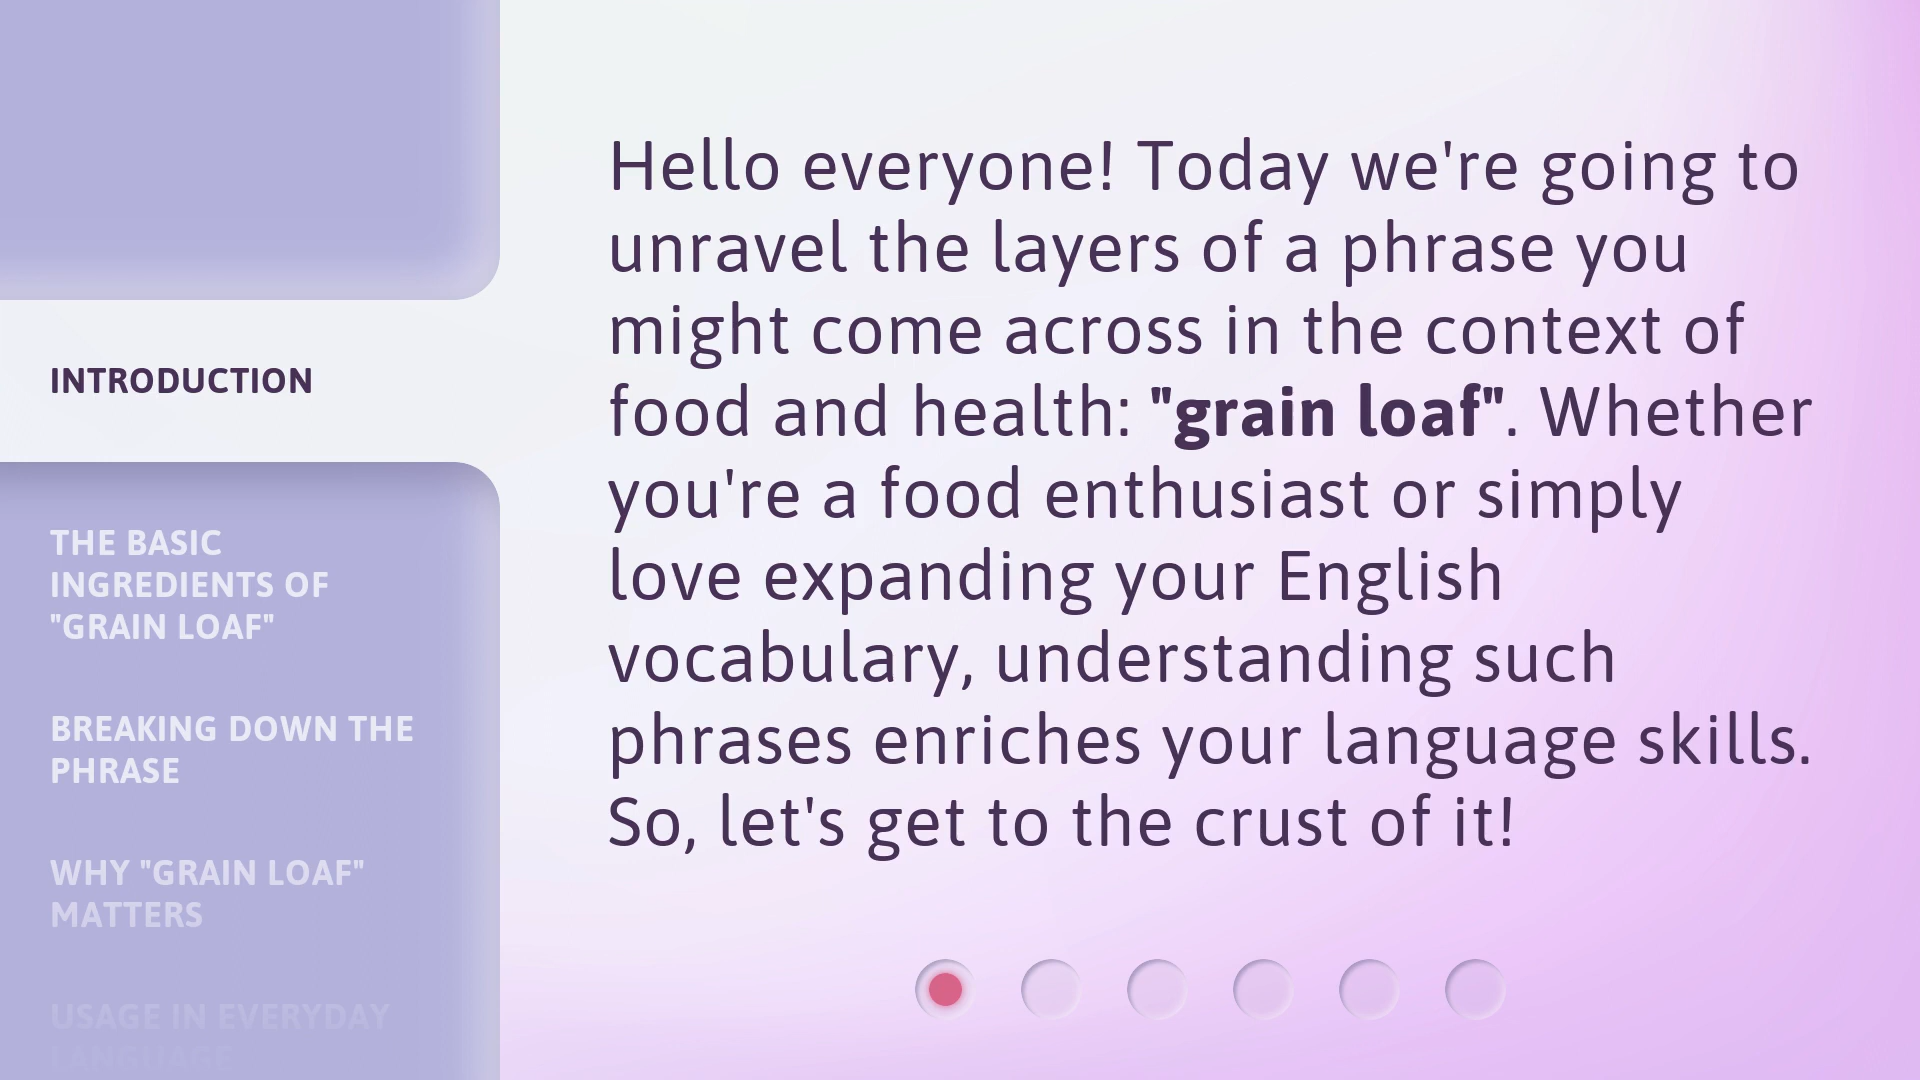 INTRODUCTION
THE BASIC
INGREDIENTS OF
"GRAIN LOAF"
BREAKING DOWN THE
PHRASE
WHY "GRAIN LOAF"
MATTERS
USAGE IN EVERYDAY
LANGUAGE
Hello everyone! Today we're going to
unravel the layers of a phrase you
might come across in the context of
food and health: "grain loaf". Whether
you're a food enthusiast or simply
love expanding your English
vocabulary, understanding such
phrases enriches your language skills.
So, let's get to the crust of it!